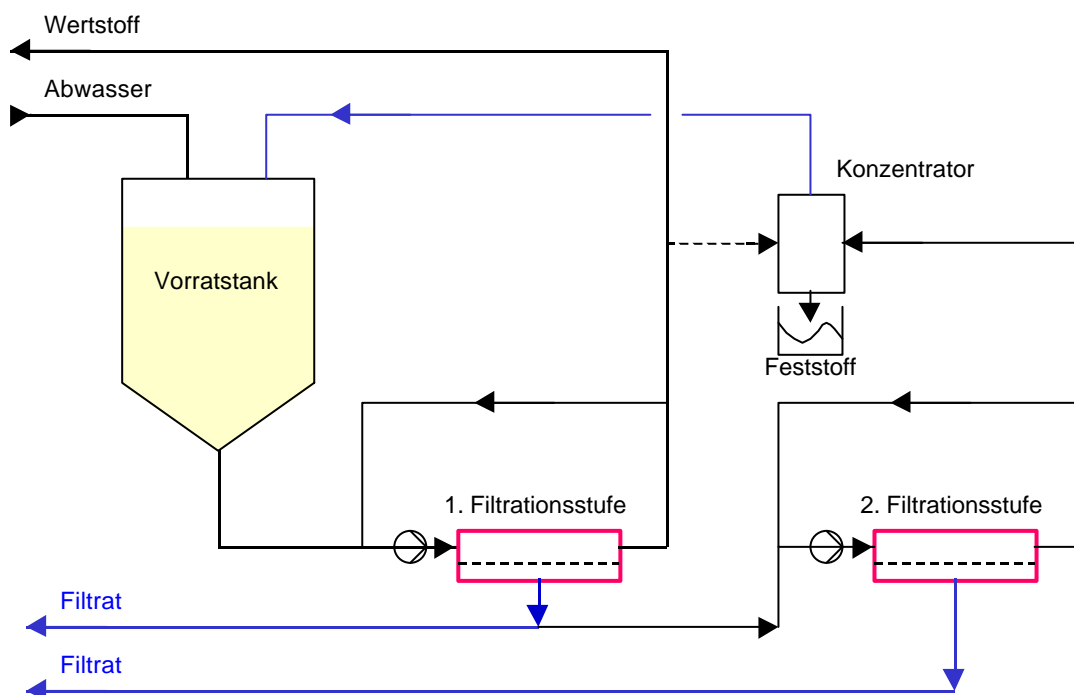 Wertstoff
Abwasser
Konzentrator
Vorratstank
Feststoff
1. Filtrationsstufe
2. Filtrationsstufe
Filtrat
Filtrat